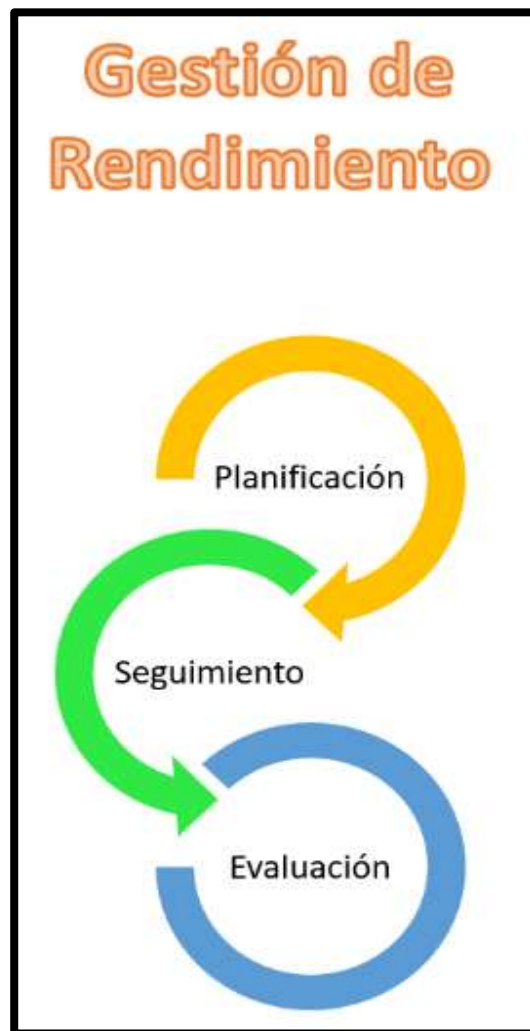 Gestión de
Rendimiento
Planificación
Seguimiento
Evaluación